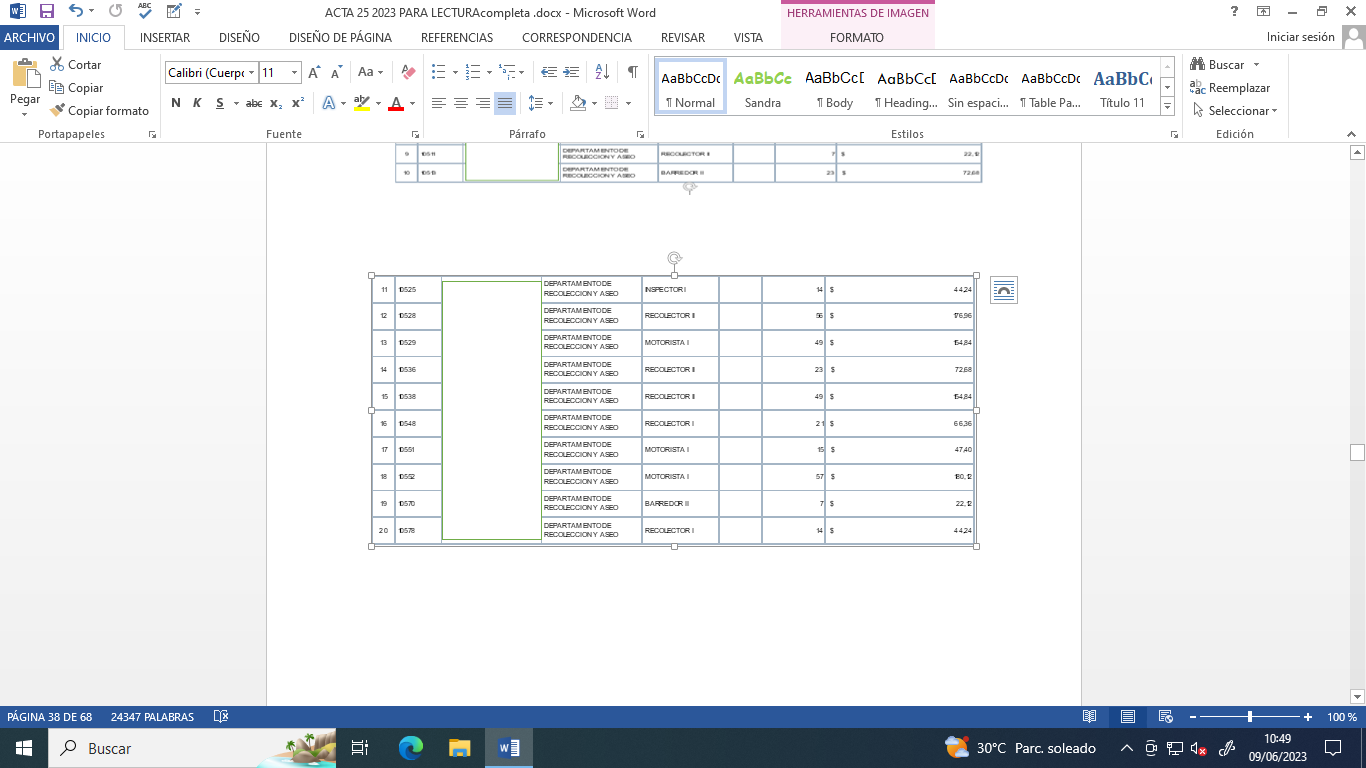 ACTA 25 2023 PARA LECTURAcompleta .docx - Microsoft Word
HERRAMIENTAS DE IMAGEN
ARCHIVO INICIO INSERTAR DISEÑO DISEÑO DE PÁGINA REFERENCIAS CORRESPONDENCIA REVISAR VISTA FORMATO Iniciar sesión
Pegar
Cortar
Copiar
Copiar formato
Portapapeles
Calibri (Cuerpo 11
Fuente
Párrafo
AaBbCcDc AaBbCc AaBbCcD AaBbCcD AaBbCcDc AaBbCcDc AaBbC
¶ Normal Sandra ¶ Body ¶ Heading... Sin espaci... ¶ Table Pa... Título 11
Estilos
Buscar
Reemplazar
Seleccionar
Edición
9 10511 DEPARTAMENTO DE RECOLECCION Y ASEO RECOLECTOR II 7 $ 22,12
10 10513 DEPARTAMENTO DE RECOLECCION Y ASEO BARREDOR II 23 $ 72,68
11 10525 DEPARTAMENTO DE RECOLECCION Y ASEO INSPECTOR I 14 $ 44,24
12 10528 DEPARTAMENTO DE RECOLECCION Y ASEO RECOLECTOR II 56 $ 176,96
13 10529 DEPARTAMENTO DE RECOLECCION Y ASEO MOTORISTA I 49 $ 154,84
14 10536 DEPARTAMENTO DE RECOLECCION Y ASEO RECOLECTOR II 23 $ 72,68
15 10538 DEPARTAMENTO DE RECOLECCION Y ASEO RECOLECTOR II 49 $ 154,84
16 10548 DEPARTAMENTO DE RECOLECCION Y ASEO RECOLECTOR I 21 $ 66,36
17 10551 DEPARTAMENTO DE RECOLECCION Y ASEO MOTORISTA I 15 $ 47,40
18 10552 DEPARTAMENTO DE RECOLECCION Y ASEO MOTORISTA I 57 $ 180,12
19 10570 DEPARTAMENTO DE RECOLECCION Y ASEO BARREDOR II 7 $ 22,12
20 10578 DEPARTAMENTO DE RECOLECCION Y ASEO RECOLECTOR I 14 $ 44,24
PÁGINA 38 DE 68 24347 PALABRAS 100 %
Buscar
30°C Parc. soleado
10:49
09/06/2023